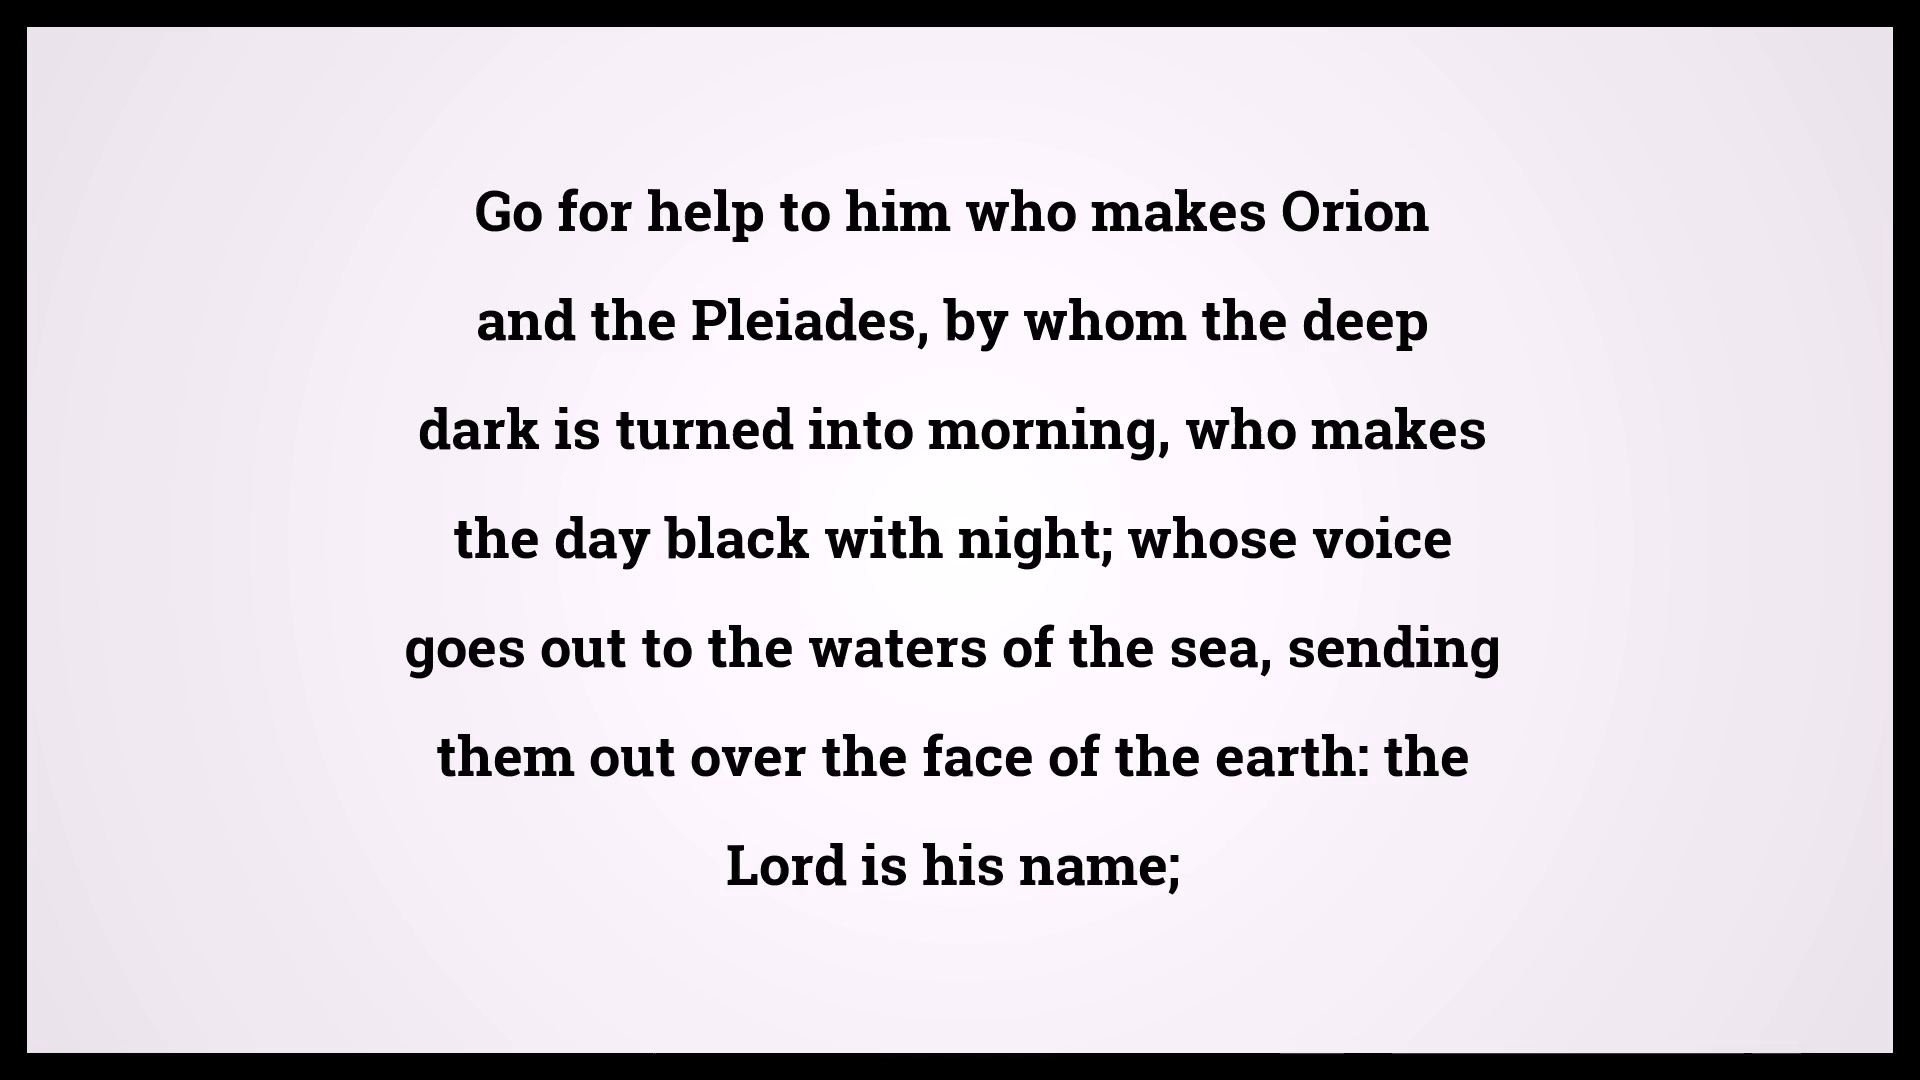 Go for help to him who makes Orion
and the Pleiades, by whom the deep
dark is turned into morning, who makes
the day black with night; whose voice
goes out to the waters of the sea, sending
them out over the face of the earth: the
Lord is his name;